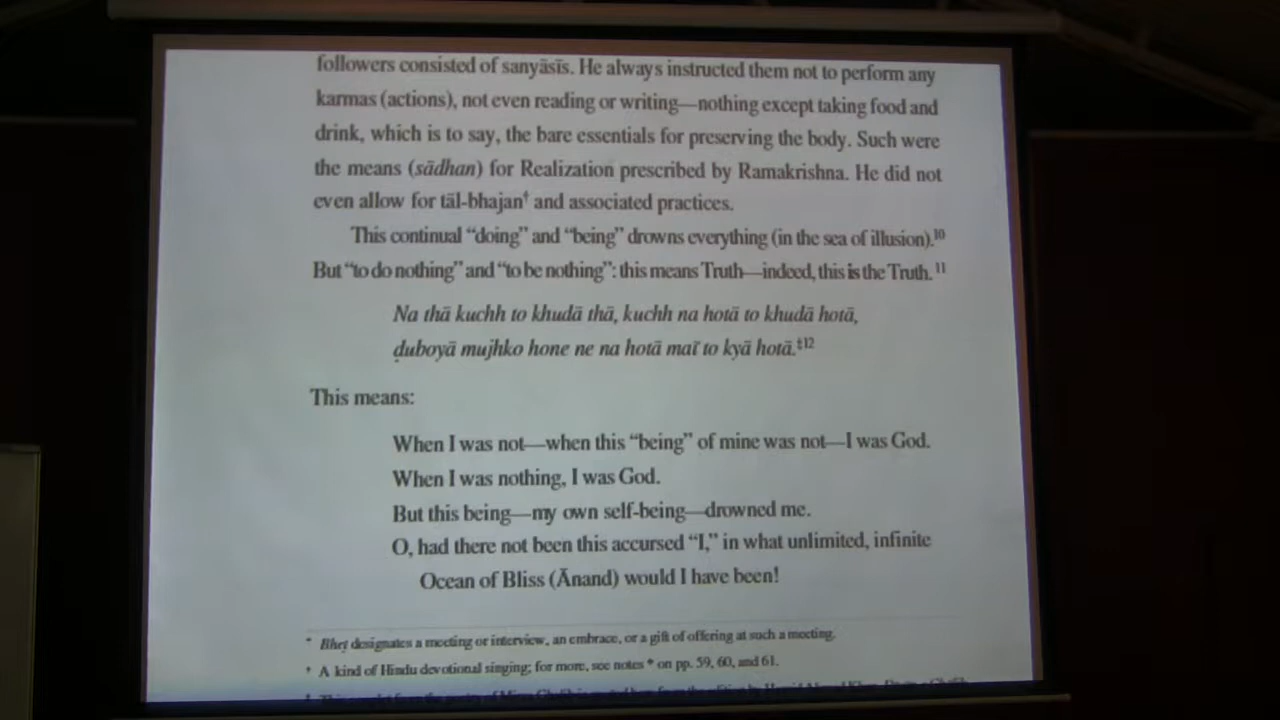 followers consisted of sanyāsīs. He always instructed them not to perform any
karmas (actions), not even reading or writing—nothing except taking food and
drink, which is to say, the bare essentials for preserving the body. Such were
the means (sādhan) for Realization prescribed by Ramakrishna. He did not
even allow for tāl-bhajan† and associated practices.
This continual “doing” and “being” drowns everything (in the sea of illusion).10
But “to do nothing” and “to be nothing”: this means Truth—indeed, this is the Truth. 11
Na thā kuchh to khudā thā, kuchh na hotā to khudā hotā,
ḍuboyā mujhko hone ne na hotā maĩ to kyā hotā.‡12
This means:
When I was not—when this “being” of mine was not—I was God.
When I was nothing, I was God.
But this being—my own self-being—drowned me.
O, had there not been this accursed “I,” in what unlimited, infinite
Ocean of Bliss (Ānand) would I have been!
* Bheṭ designates a meeting or interview, an embrace, or a gift of offering at such a meeting.
† A kind of Hindu devotional singing; for more, see notes * on pp. 59, 60, and 61.